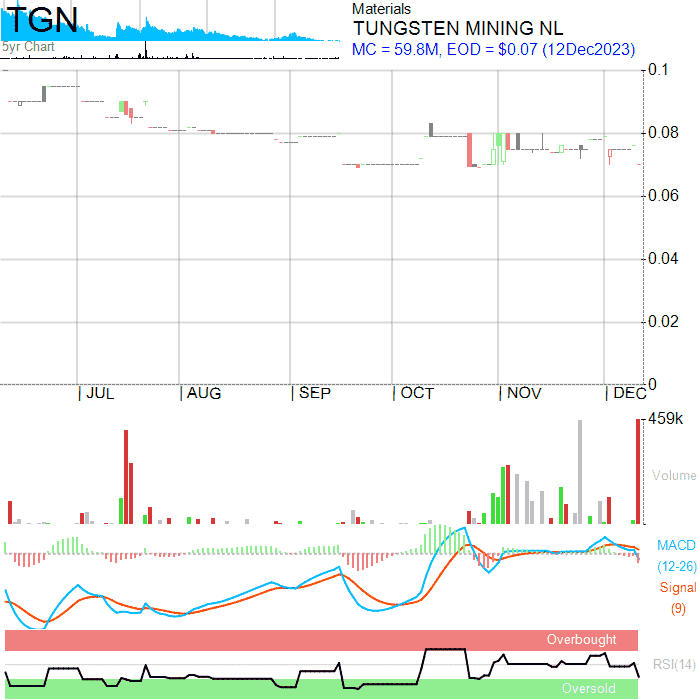 TGN
5yr Chart
Materials
TUNGSTEN MINING NL
MC = 59.8M, EOD = $0.07 (12Dec2023)
0.1
0.08
0.06
0.04
0.02
0
JUL
AUG
SEP
OCT
NOV
DEC
459k
Volume
MACD
(12-26)
Signal
(9)
Overbought
RSI(14)
Oversold